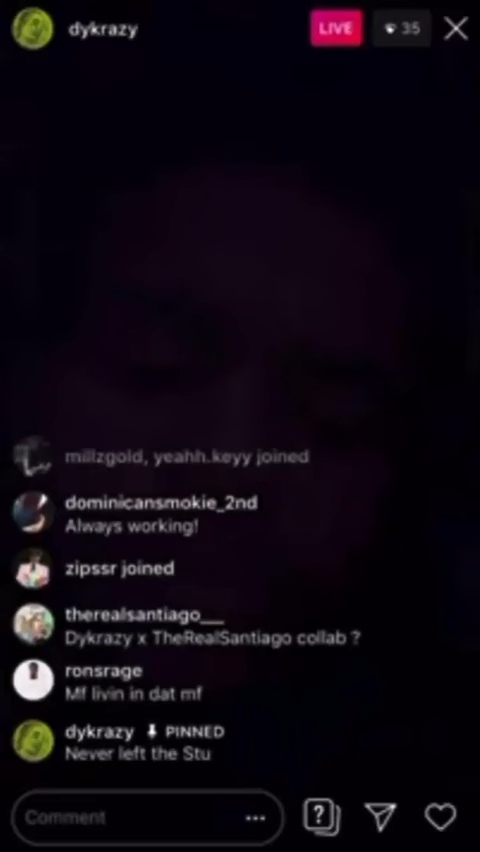 dykrazy
LIVE
35
millzgold, yeahh.keyy joined
dominicansmokie_2nd
Always working!
zipssr joined
therealsantiago__
Dykrazy x TheRealSantiago collab ?
ronsrage
Mf livin in dat mf
dykrazy PINNED
Never left the Stu
Comment
?